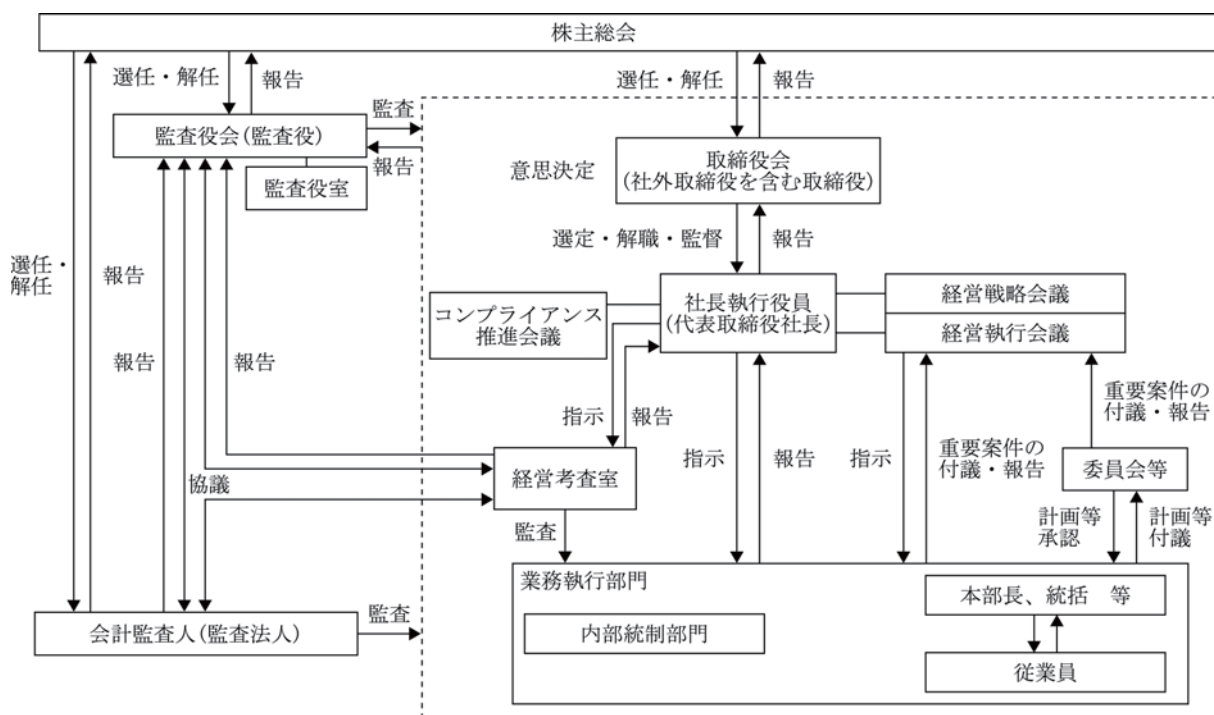 株主総会
選任・解任
報告
選任・解任
報告
監査
監査役会(監査役)
報告
監査役室
意思決定
取締役会
(社外取締役を含む取締役)
選定・解職・監督
報告
選任・
解任
報告
コンプライアンス
推進会議
社長執行役員
(代表取締役社長)
経営戦略会議
経営執行会議
報告
報告
指示
報告
重要案件の
付議・報告
指示
報告
指示
重要案件の
付議・報告
経営考査室
委員会等
協議
監査
計画等
承認
計画等
付議
業務執行部門
本部長、統括　等
監査
会計監査人(監査法人)
内部統制部門
従業員